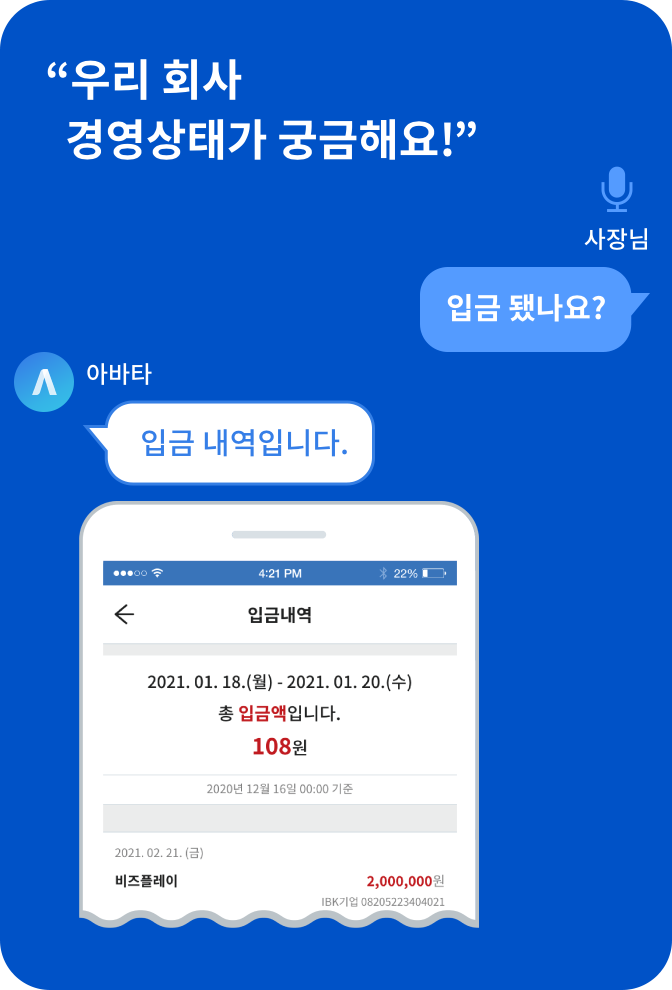 “우리 회사
경영상태가 궁금해요!”
사장님
입금 됐나요?
아바타
입금 내역입니다.
4:21 PM
22%
입금내역
2021. 01. 18.(월) - 2021. 01. 20.(수)
총 입금액입니다.
108원
2020년 12월 16일 00:00 기준
2021. 02. 21. (금)
비즈플레이 2,000,000원
IBK기업 08205223404021